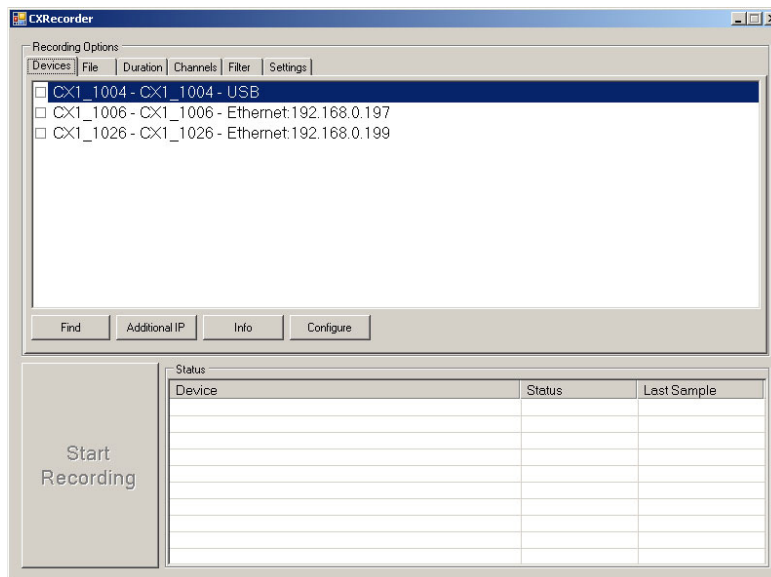 CXRecorder
Recording Options
Devices File Duration Channels Filter Settings
CX1_1004 - CX1_1004 - USB
CX1_1006 - CX1_1006 - Ethernet:192.168.0.197
CX1_1026 - CX1_1026 - Ethernet:192.168.0.199
Find Additional IP Info Configure
Status
Device Status Last Sample
Start
Recording